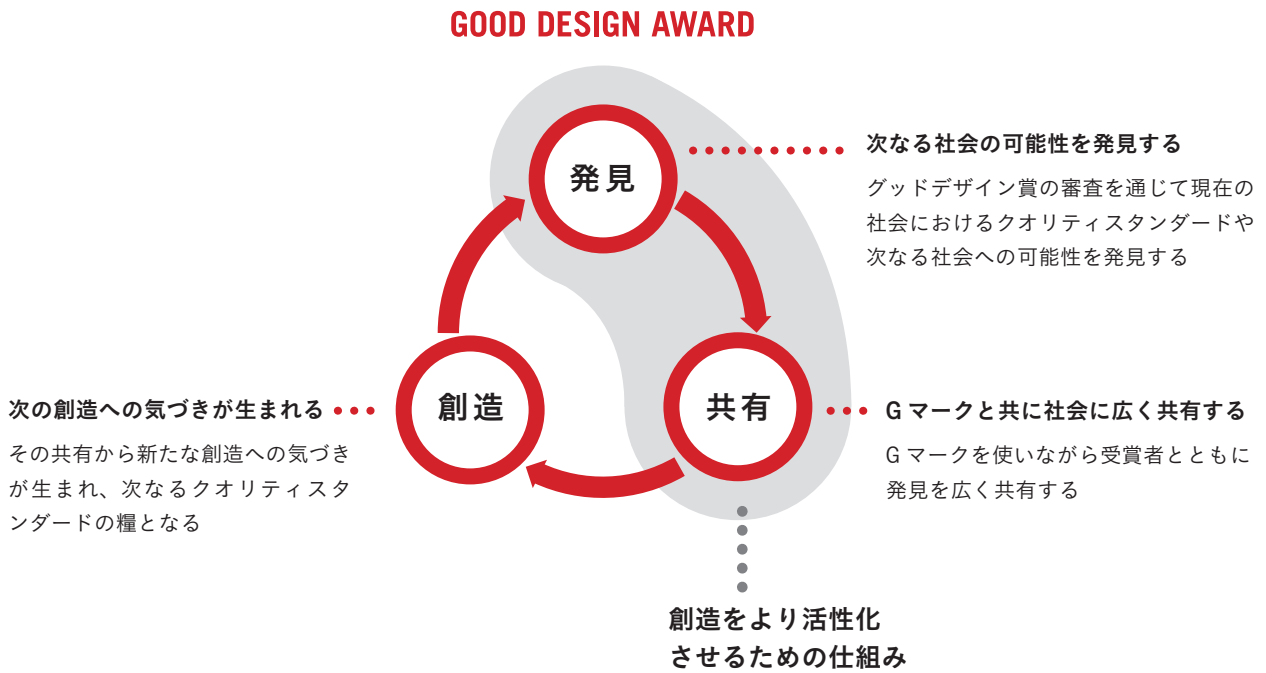 GOOD DESIGN AWARD
発見
次なる社会の可能性を発見する
グッドデザイン賞の審査を通じて現在の
社会におけるクオリティスタンダードや
次なる社会への可能性を発見する
共有
G マークと共に社会に広く共有する
G マークを使いながら受賞者とともに
発見を広く共有する
創造
次の創造への気づきが生まれる
その共有から新たな創造への気づき
が生まれ、次なるクオリティスタ
ンダードの糧となる
創造をより活性化
させるための仕組み